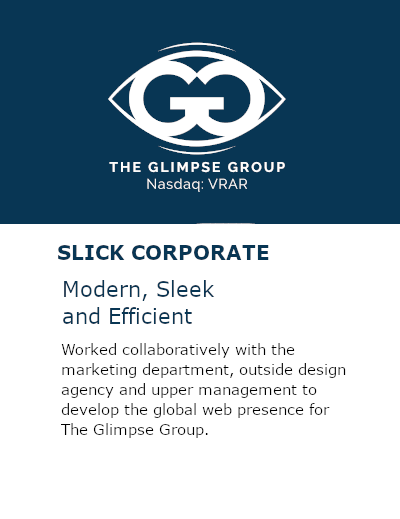 THE GLIMPSE GROUP
Nasdaq: VRAR
SLICK CORPORATE
Modern, Sleek
and Efficient
Worked collaboratively with the
marketing department, outside design
agency and upper management to
develop the global web presence for
The Glimpse Group.